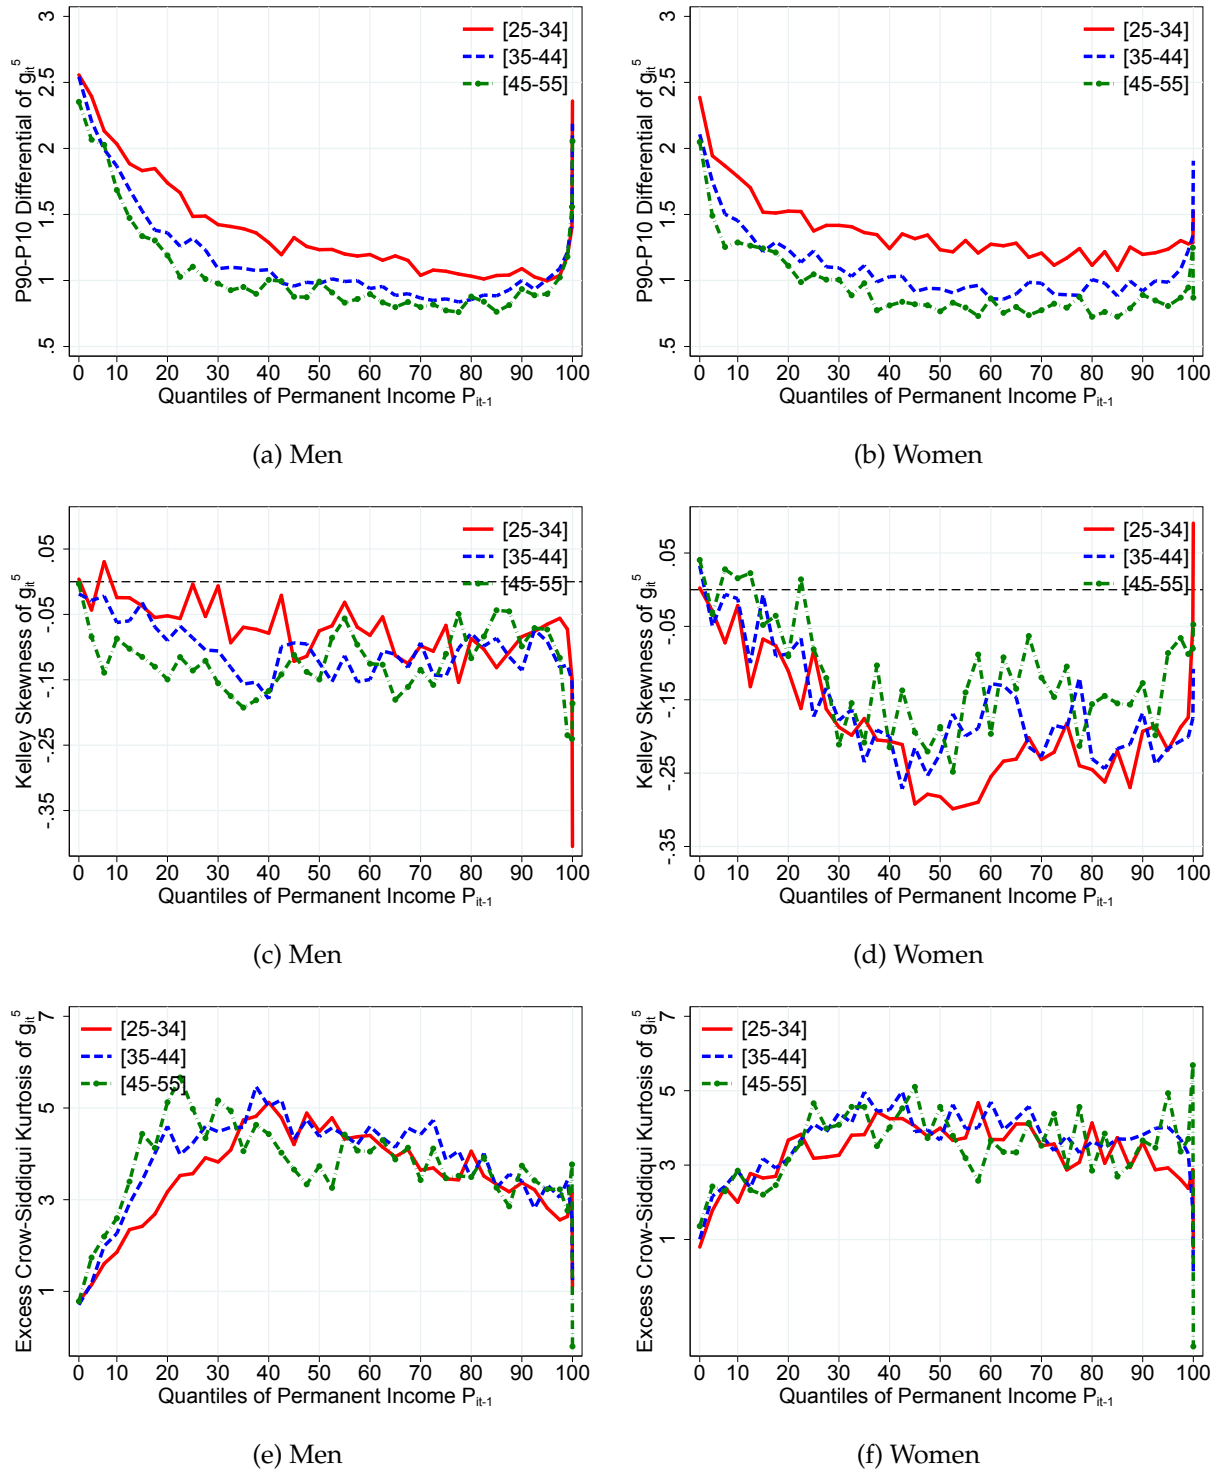 3
2.5
2
1.5
1
.5
P90-P10 Differential of g_it^5
[25-34]
[35-44]
[45-55]
0 10 20 30 40 50 60 70 80 90 100
Quantiles of Permanent Income P_it-1
(a) Men
3
2.5
2
1.5
1
.5
P90-P10 Differential of g_it^5
[25-34]
[35-44]
[45-55]
0 10 20 30 40 50 60 70 80 90 100
Quantiles of Permanent Income P_it-1
(b) Women
.05
-.05
-.15
-.25
-.35
Kelley Skewness of g_it^5
[25-34]
[35-44]
[45-55]
0 10 20 30 40 50 60 70 80 90 100
Quantiles of Permanent Income P_it-1
(c) Men
.05
-.05
-.15
-.25
-.35
Kelley Skewness of g_it^5
[25-34]
[35-44]
[45-55]
0 10 20 30 40 50 60 70 80 90 100
Quantiles of Permanent Income P_it-1
(d) Women
7
5
3
1
Excess Crow-Siddiqui Kurtosis of g_it^5
[25-34]
[35-44]
[45-55]
0 10 20 30 40 50 60 70 80 90 100
Quantiles of Permanent Income P_it-1
(e) Men
7
5
3
1
Excess Crow-Siddiqui Kurtosis of g_it^5
[25-34]
[35-44]
[45-55]
0 10 20 30 40 50 60 70 80 90 100
Quantiles of Permanent Income P_it-1
(f) Women